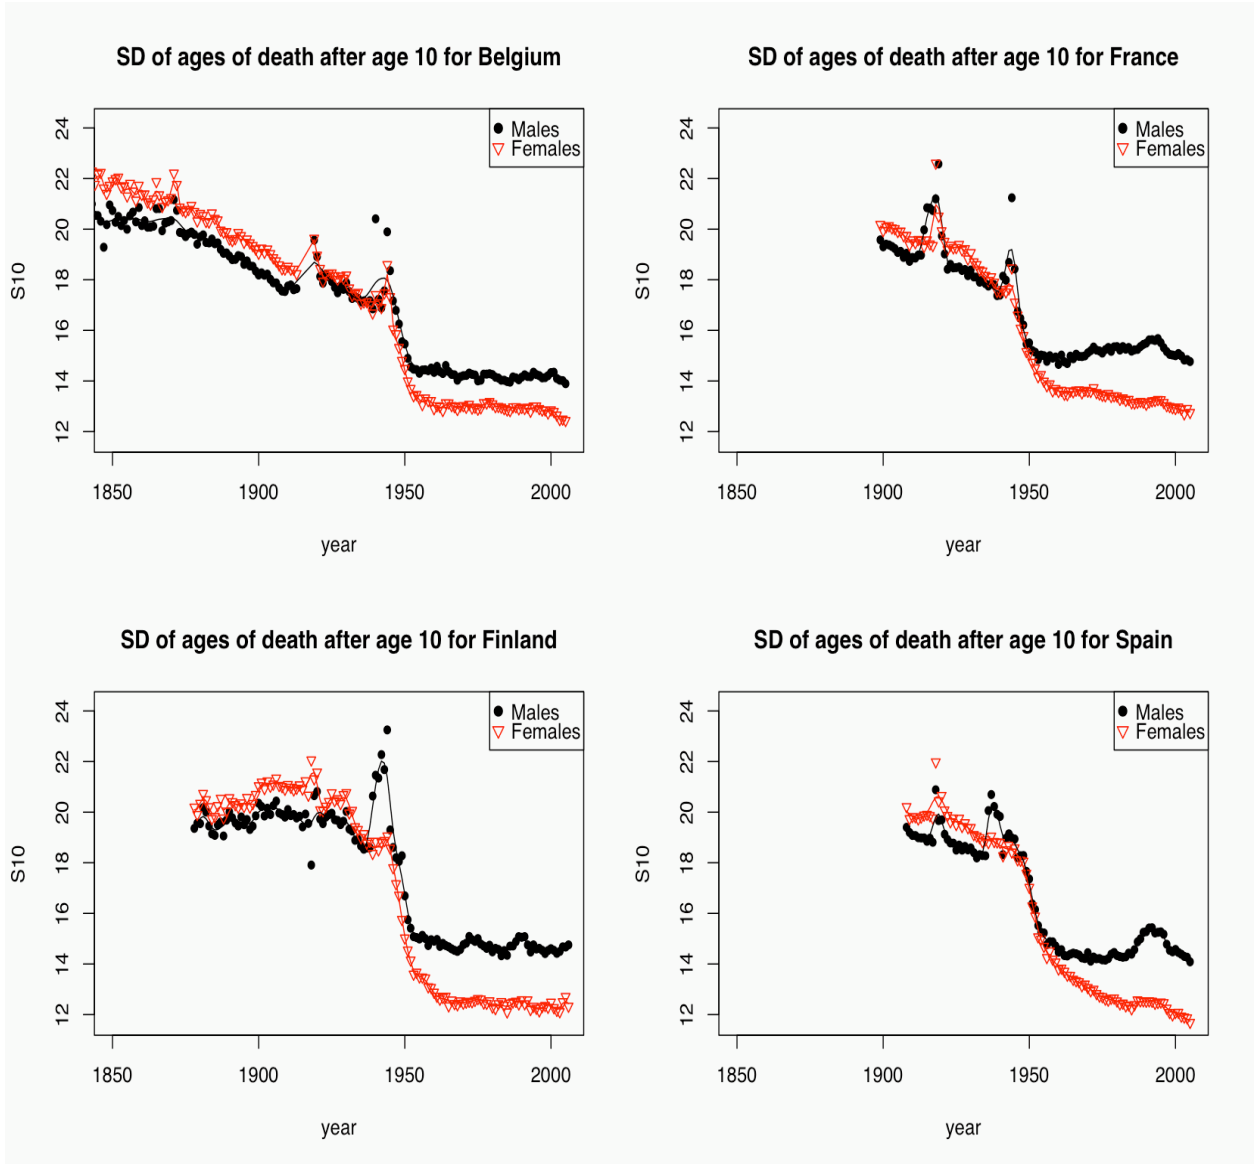 SD of ages of death after age 10 for Belgium
Males
Females
24
22
20
18
16
14
12
S10
1850 1900 1950 2000
year
SD of ages of death after age 10 for France
Males
Females
24
22
20
18
16
14
12
S10
1850 1900 1950 2000
year
SD of ages of death after age 10 for Finland
Males
Females
24
22
20
18
16
14
12
S10
1850 1900 1950 2000
year
SD of ages of death after age 10 for Spain
Males
Females
24
22
20
18
16
14
12
S10
1850 1900 1950 2000
year